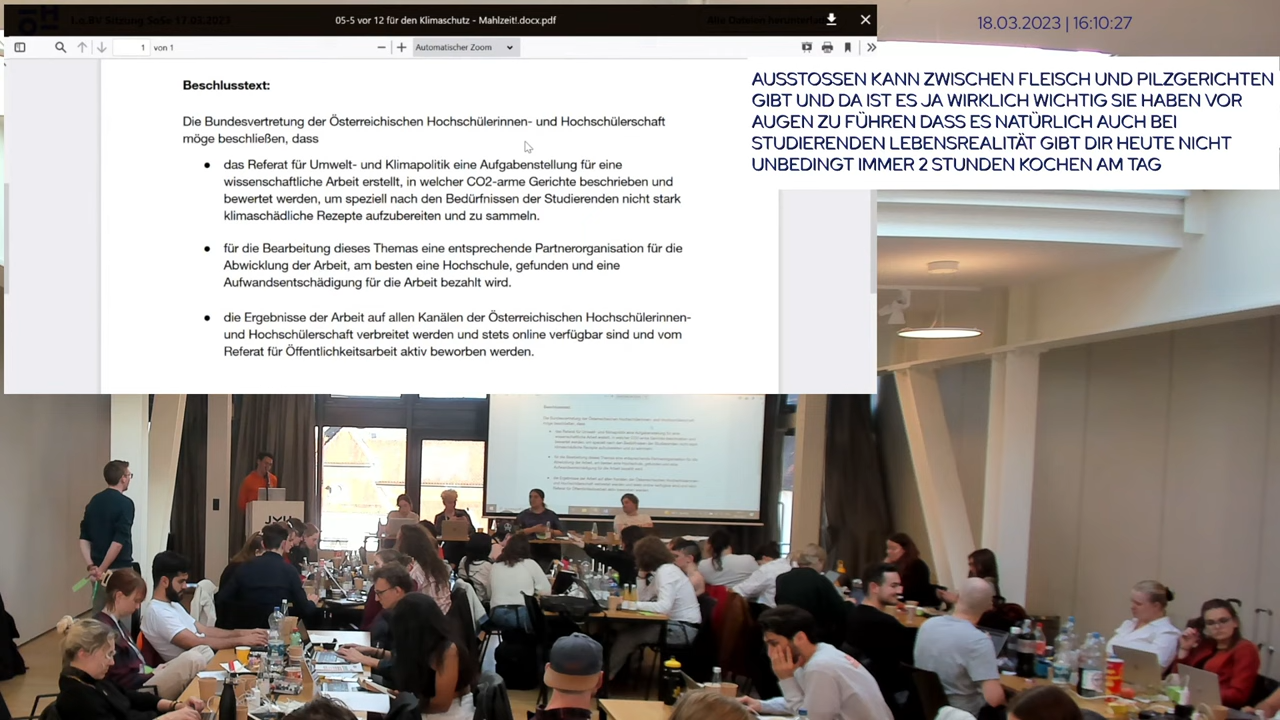 1.o.BV Sitzung SoSe 17.03.2023
05-5 vor 12 für den Klimaschutz - Mahlzeit!.docx.pdf
18.03.2023 | 16:10:27
1 von 1
Automatischer Zoom
AUSSTOSSEN KANN ZWISCHEN FLEISCH UND PILZGERICHTEN
GIBT UND DA IST ES JA WIRKLICH WICHTIG SIE HABEN VOR
AUGEN ZU FÜHREN DASS ES NATÜRLICH AUCH BEI
STUDIERENDEN LEBENSREALITÄT GIBT DIR HEUTE NICHT
UNBEDINGT IMMER 2 STUNDEN KOCHEN AM TAG
Beschlusstext:
Die Bundesvertretung der Österreichischen Hochschülerinnen- und Hochschülerschaft
möge beschließen, dass
● das Referat für Umwelt- und Klimapolitik eine Aufgabenstellung für eine
wissenschaftliche Arbeit erstellt, in welcher CO2-arme Gerichte beschrieben und
bewertet werden, um speziell nach den Bedürfnissen der Studierenden nicht stark
klimaschädliche Rezepte aufzubereiten und zu sammeln.
● für die Bearbeitung dieses Themas eine entsprechende Partnerorganisation für die
Abwicklung der Arbeit, am besten eine Hochschule, gefunden und eine
Aufwandsentschädigung für die Arbeit bezahlt wird.
● die Ergebnisse der Arbeit auf allen Kanälen der Österreichischen Hochschülerinnen-
und Hochschülerschaft verbreitet werden und stets online verfügbar sind und vom
Referat für Öffentlichkeitsarbeit aktiv beworben werden.
JYU